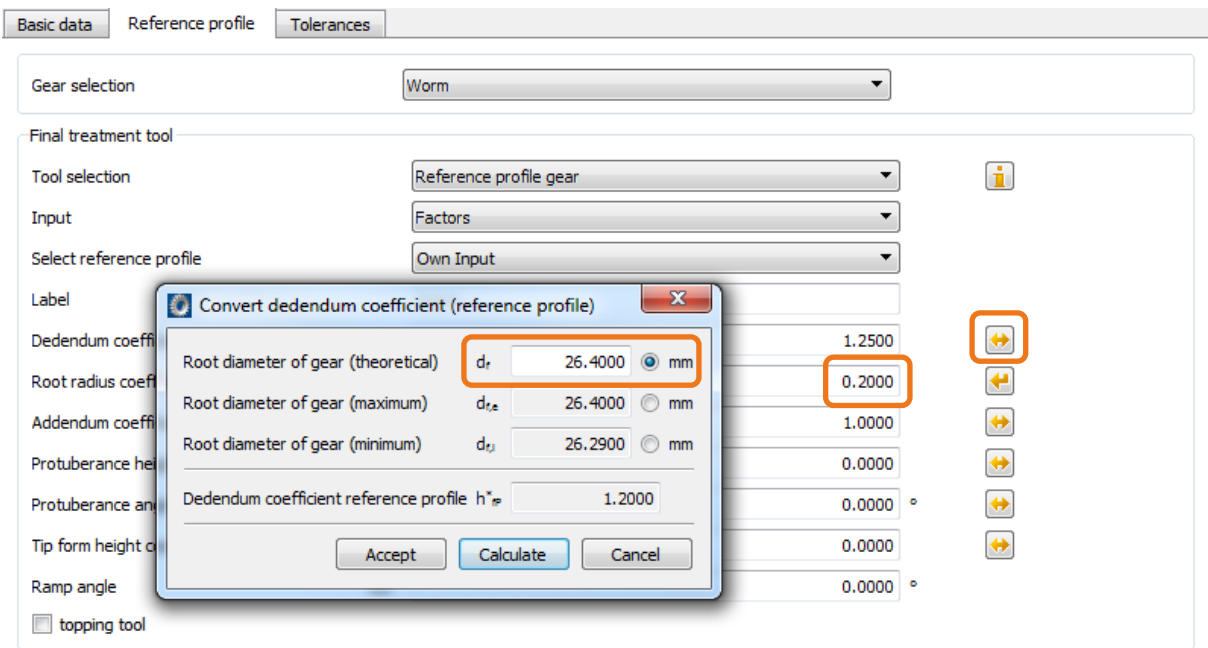 Basic data Reference profile Tolerances
Gear selection Worm
Final treatment tool
Tool selection Reference profile gear
Input Factors
Select reference profile Own Input
Label Convert dedendum coefficient (reference profile)
Dedendum coeffi 1.2500
Root diameter of gear (theoretical) df 26.4000 mm
Root radius coeff 0.2000
Root diameter of gear (maximum) df,e 26.4000 mm
Addendum coeffi 1.0000
Root diameter of gear (minimum) df,i 26.2900 mm
Protuberance hei 0.0000
Dedendum coefficient reference profile h*fP 1.2000
Protuberance an 0.0000 °
Tip form height c 0.0000
Accept Calculate Cancel
Ramp angle 0.0000 °
topping tool